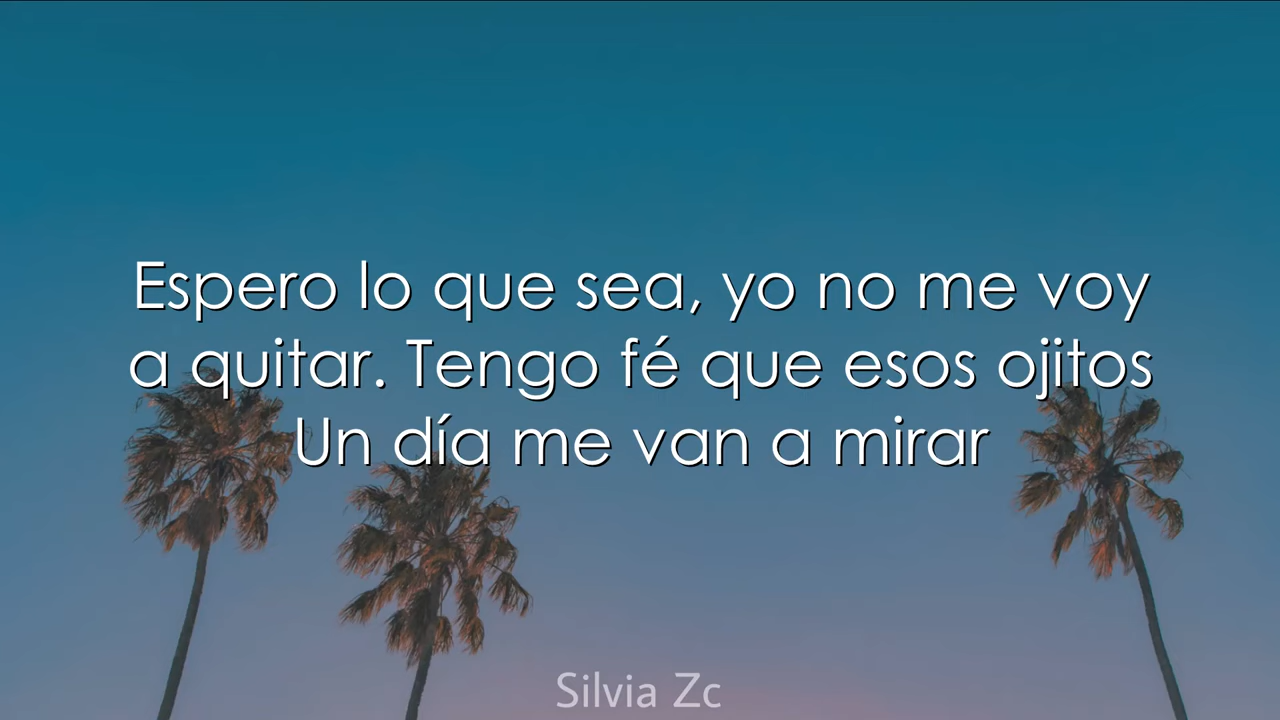 Espero lo que sea, yo no me voy
a quitar. Tengo fé que esos ojitos
Un día me van a mirar
Silvia Zc